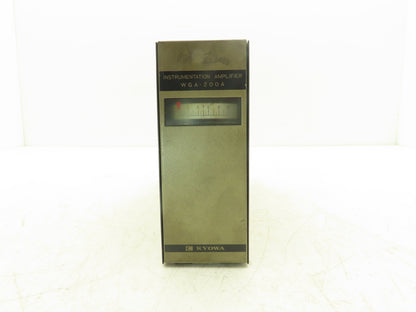 INSTRUMENTATION AMPLIFIER
WGA-200A
KYOWA